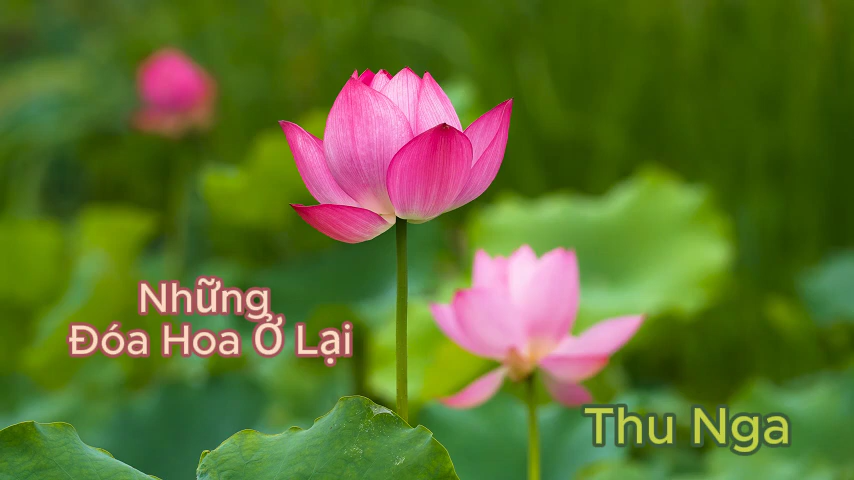 Những
Đóa Hoa Ở Lại
Thu Nga